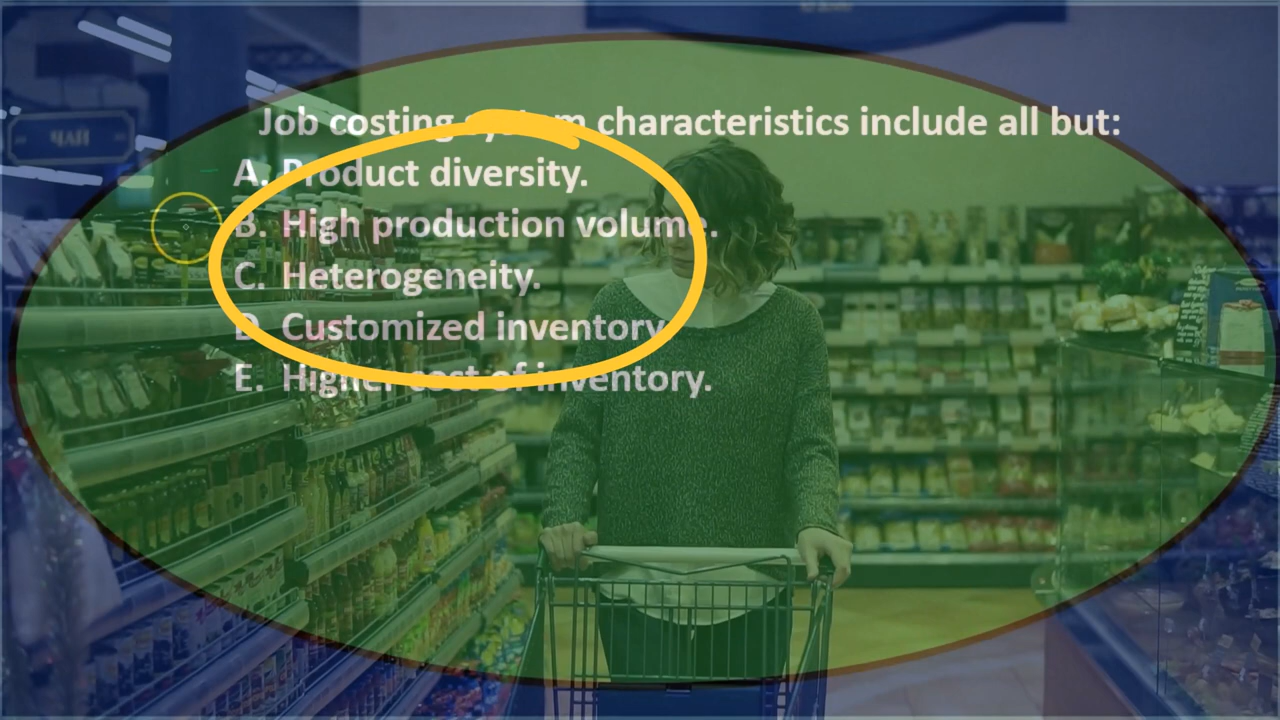 Job costing system characteristics include all but:
A. Product diversity.
B. High production volume.
C. Heterogeneity.
D. Customized inventory.
E. Higher cost of inventory.
ЧАЙ